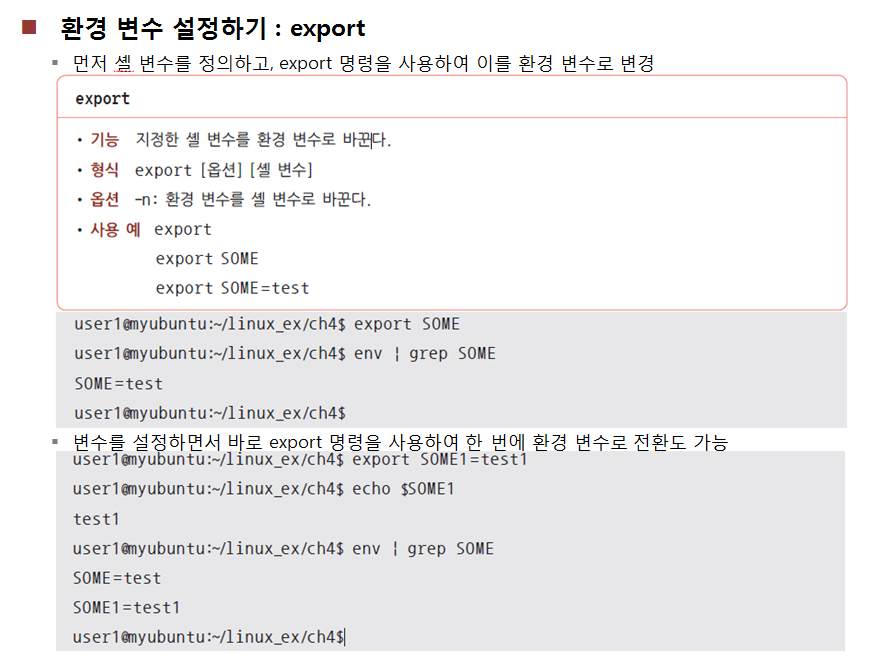 ■ 환경 변수 설정하기 : export
▪ 먼저 셸 변수를 정의하고, export 명령을 사용하여 이를 환경 변수로 변경
export
• 기능 지정한 셸 변수를 환경 변수로 바꾼다.
• 형식 export [옵션] [셸 변수]
• 옵션 -n: 환경 변수를 셸 변수로 바꾼다.
• 사용 예 export
export SOME
export SOME=test
user1@myubuntu:~/linux_ex/ch4$ export SOME
user1@myubuntu:~/linux_ex/ch4$ env | grep SOME
SOME=test
user1@myubuntu:~/linux_ex/ch4$
▪ 변수를 설정하면서 바로 export 명령을 사용하여 한 번에 환경 변수로 전환도 가능
user1@myubuntu:~/linux_ex/ch4$ export SOME1=test1
user1@myubuntu:~/linux_ex/ch4$ echo $SOME1
test1
user1@myubuntu:~/linux_ex/ch4$ env | grep SOME
SOME=test
SOME1=test1
user1@myubuntu:~/linux_ex/ch4$